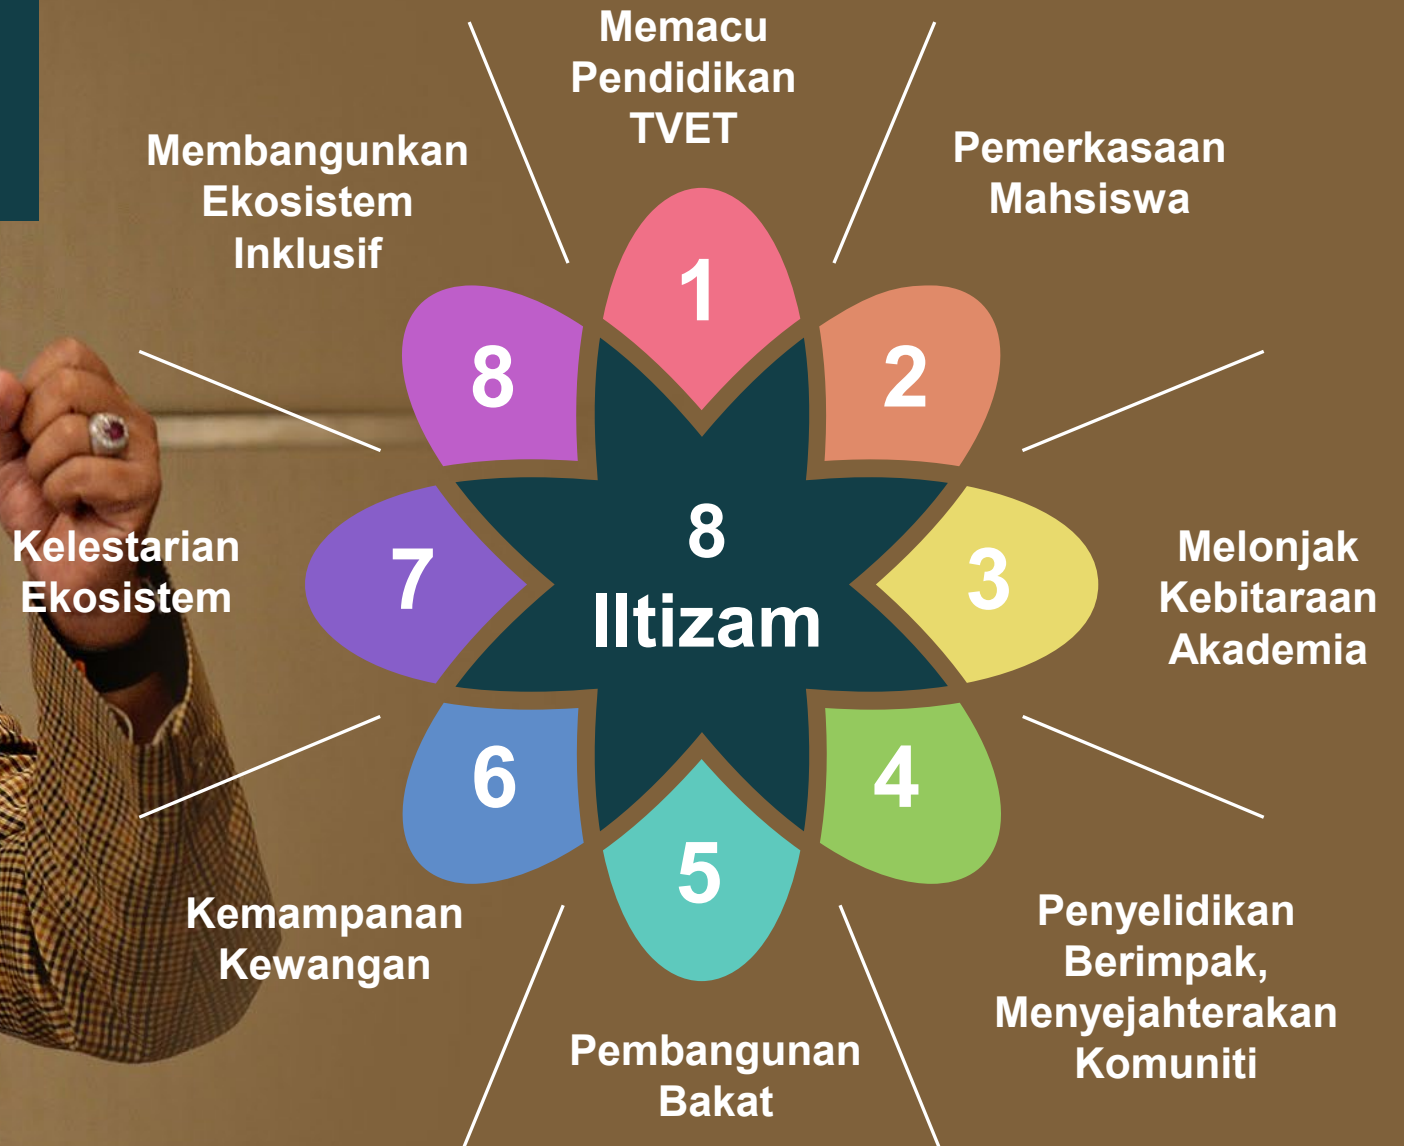 Memacu
Pendidikan
TVET
1
Pemerkasaan
Mahsiswa
2
Melonjak
Kebitaraan
Akademia
3
Penyelidikan
Berimpak,
Menyejahterakan
Komuniti
4
Pembangunan
Bakat
5
Kemampanan
Kewangan
6
Kelestarian
Ekosistem
7
Membangunkan
Ekosistem
Inklusif
8
8
Iltizam